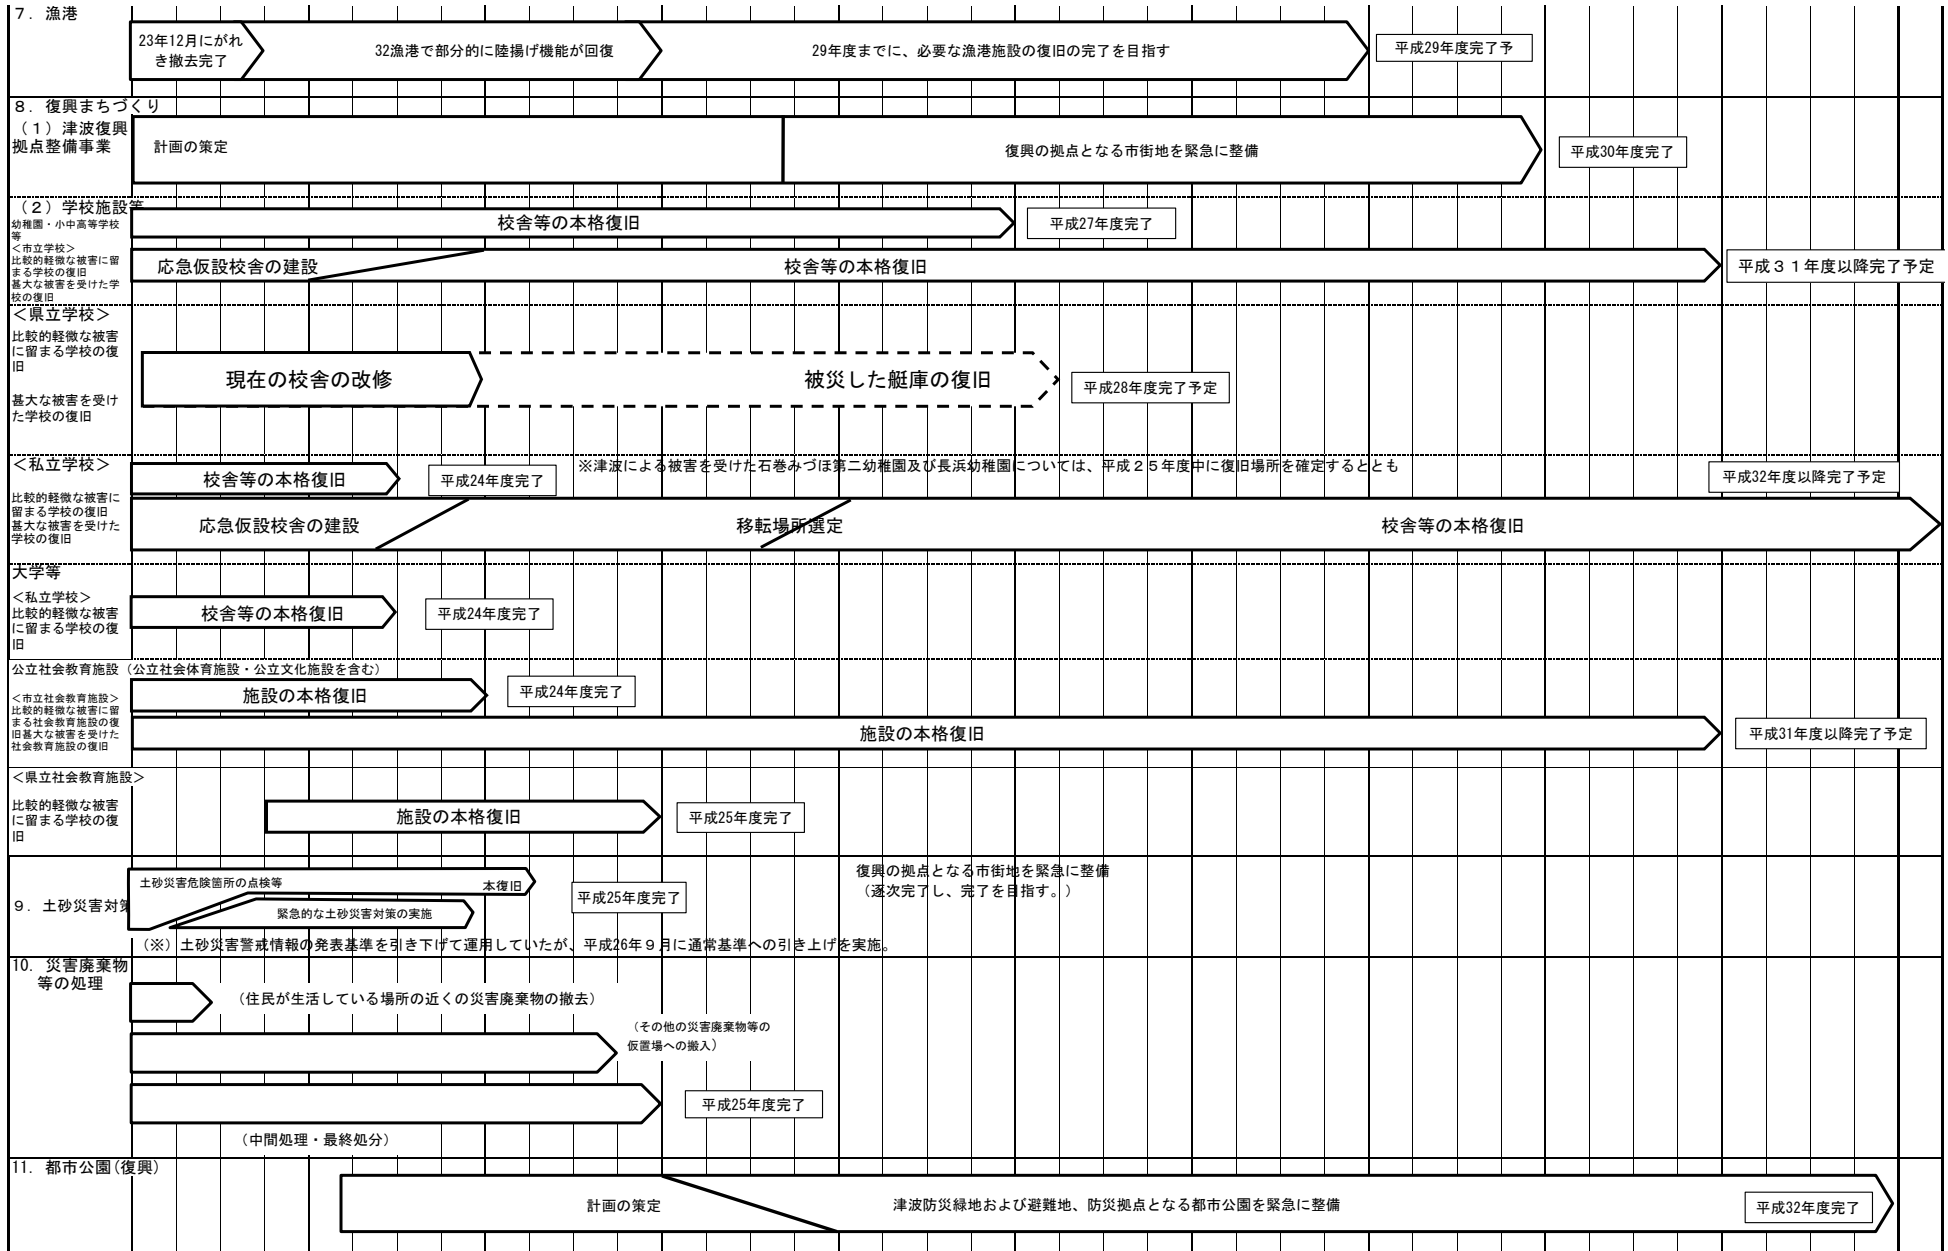 ７．漁港
23年12月にがれ
き撤去完了
32漁港で部分的に陸揚げ機能が回復
29年度までに、必要な漁港施設の復旧の完了を目指す
平成29年度完了予
８．復興まちづくり
（１）津波復興
拠点整備事業
計画の策定
復興の拠点となる市街地を緊急に整備
平成30年度完了
（２）学校施設等
幼稚園・小中高等学校
等
＜市立学校＞
比較的軽微な被害に留
まる学校の復旧
甚大な被害を受けた学
校の復旧
校舎等の本格復旧
平成27年度完了
応急仮設校舎の建設
校舎等の本格復旧
平成３１年度以降完了予定
＜県立学校＞
比較的軽微な被害
に留まる学校の復
旧
甚大な被害を受け
た学校の復旧
現在の校舎の改修
被災した艇庫の復旧
平成28年度完了予定
＜私立学校＞
比較的軽微な被害に
留まる学校の復旧
甚大な被害を受けた
学校の復旧
校舎等の本格復旧
平成24年度完了
※津波による被害を受けた石巻みづほ第二幼稚園及び長浜幼稚園については、平成２５年度中に復旧場所を確定するととも
平成32年度以降完了予定
応急仮設校舎の建設
移転場所選定
校舎等の本格復旧
大学等
＜私立学校＞
比較的軽微な被害
に留まる学校の復
旧
校舎等の本格復旧
平成24年度完了
公立社会教育施設（公立社会体育施設・公立文化施設を含む）
＜市立社会教育施設＞
比較的軽微な被害に留
まる社会教育施設の復
旧甚大な被害を受けた
社会教育施設の復旧
施設の本格復旧
平成24年度完了
施設の本格復旧
平成31年度以降完了予定
＜県立社会教育施設＞
比較的軽微な被害
に留まる学校の復
旧
施設の本格復旧
平成25年度完了
９．土砂災害対策
土砂災害危険箇所の点検等
本復旧
緊急的な土砂災害対策の実施
平成25年度完了
復興の拠点となる市街地を緊急に整備
（逐次完了し、完了を目指す。）
（※）土砂災害警戒情報の発表基準を引き下げて運用していたが、平成26年９月に通常基準への引き上げを実施。
10．災害廃棄物
等の処理
（住民が生活している場所の近くの災害廃棄物の撤去）
（その他の災害廃棄物等の
仮置場への搬入）
平成25年度完了
（中間処理・最終処分）
11．都市公園(復興)
計画の策定
津波防災緑地および避難地、防災拠点となる都市公園を緊急に整備
平成32年度完了